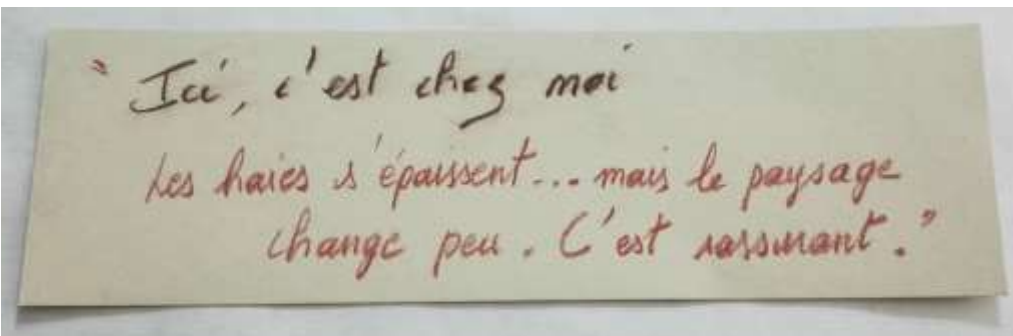 " Ici, c'est chez moi
Les haies s'épaissent... mais le paysage
change peu. C'est rassurant."